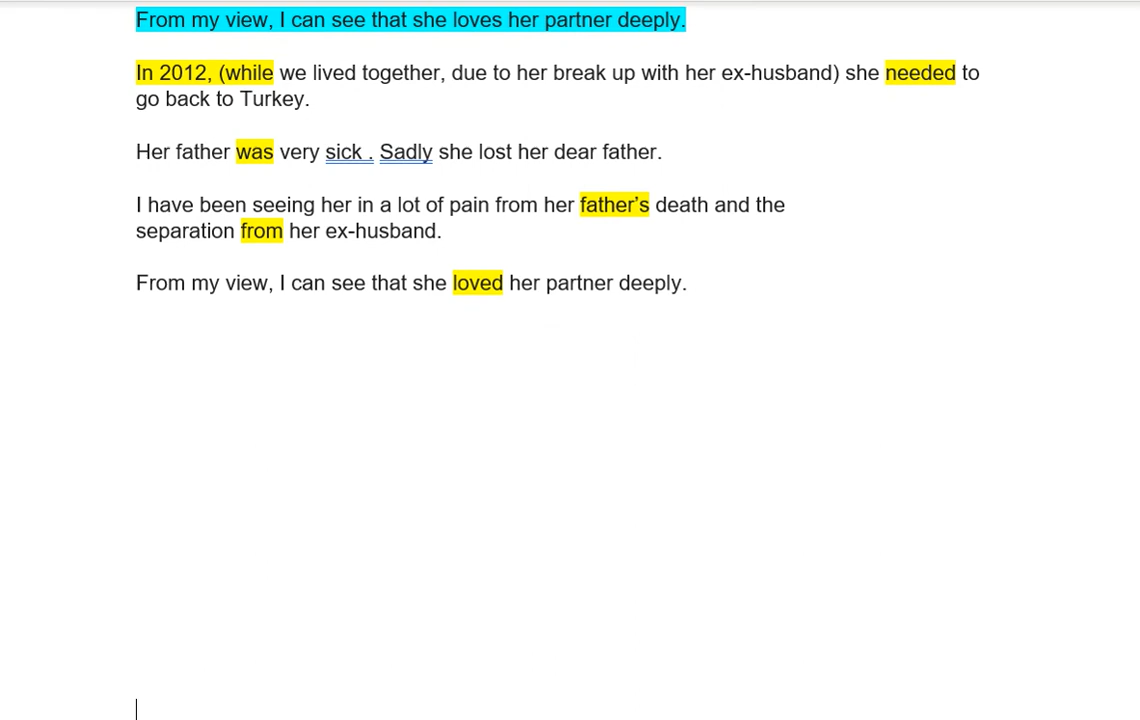 From my view, I can see that she loves her partner deeply.
In 2012, (while we lived together, due to her break up with her ex-husband) she needed to
go back to Turkey.
Her father was very sick . Sadly she lost her dear father.
I have been seeing her in a lot of pain from her father’s death and the
separation from her ex-husband.
From my view, I can see that she loved her partner deeply.